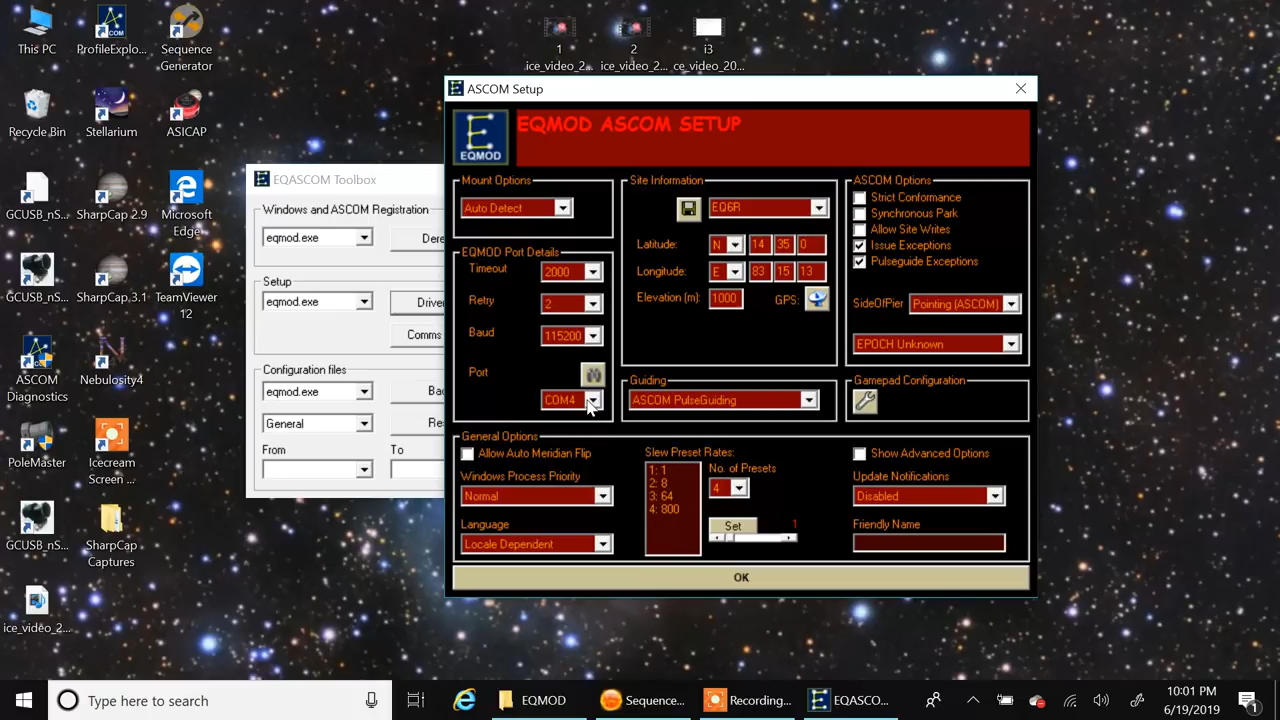 This PC
ProfileExplo...
Sequence
Generator
1
ice_video_2...
2
ice_video_2...
i3
ce_video_20...
Recycle Bin
Stellarium
ASICAP
GCUSB_nS...
SharpCap 2.9
Microsoft
Edge
GCUSB_nS...
SharpCap_3.1
TeamViewer
12
ASCOM
Diagnostics
Nebulosity4
PoleMaster
Icecream
Screen ...
GCUSB_nS...
SharpCap
Captures
ice_video_2...
EQASCOM Toolbox
Windows and ASCOM Registration
eqmod.exe
Dere
Setup
eqmod.exe
Driver
Comms
Configuration files
eqmod.exe
Bac
General
Res
From
To
ASCOM Setup
EQMOD
EQMOD ASCOM SETUP
Mount Options
Auto Detect
EQMOD Port Details
Timeout
2000
Retry
2
Baud
115200
Port
COM4
Site Information
EQ6R
Latitude:
N 14 35 0
Longitude:
E 83 15 13
Elevation (m):
1000
GPS:
Guiding
ASCOM PulseGuiding
ASCOM Options
Strict Conformance
Synchronous Park
Allow Site Writes
Issue Exceptions
Pulseguide Exceptions
SideOfPier
Pointing (ASCOM)
EPOCH Unknown
Gamepad Configuration
General Options
Allow Auto Meridian Flip
Windows Process Priority
Normal
Language
Locale Dependent
Slew Preset Rates:
1: 1
2: 8
3: 64
4: 800
No. of Presets
4
Set
1
Show Advanced Options
Update Notifications
Disabled
Friendly Name
OK
Type here to search
EQMOD
Sequence...
Recording...
EQASCO...
10:01 PM
6/19/2019
1